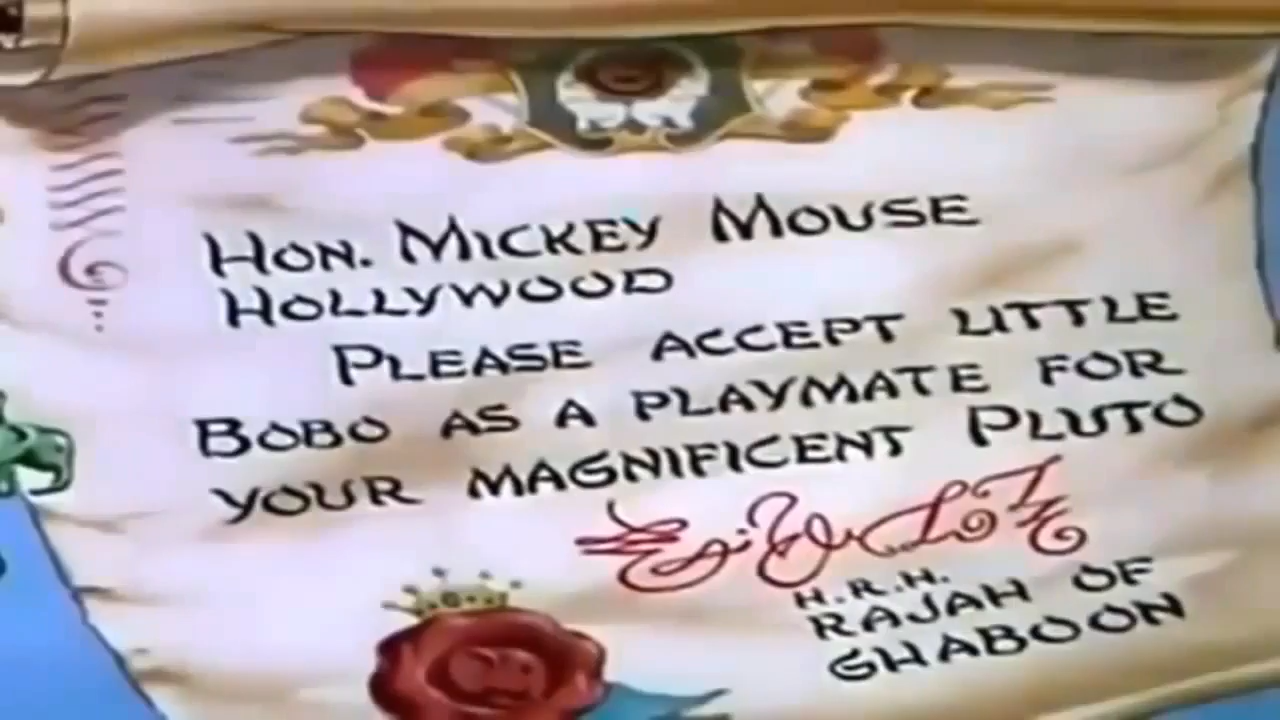 HON. MICKEY MOUSE
HOLLYWOOD
PLEASE ACCEPT LITTLE
BOBO AS A PLAYMATE FOR
YOUR MAGNIFICENT PLUTO
H.R.H.
RAJAH OF
GHABOON